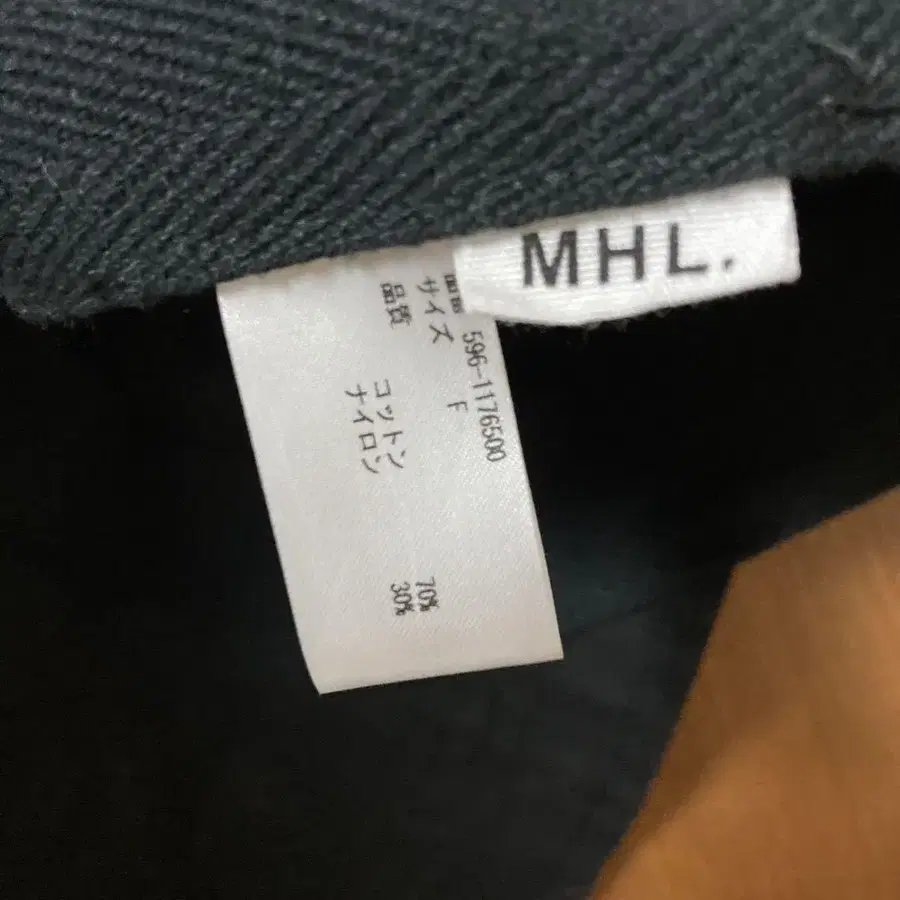 MHL.
596-1176500
サイズ F
品質
コットン 70%
ナイロン 30%